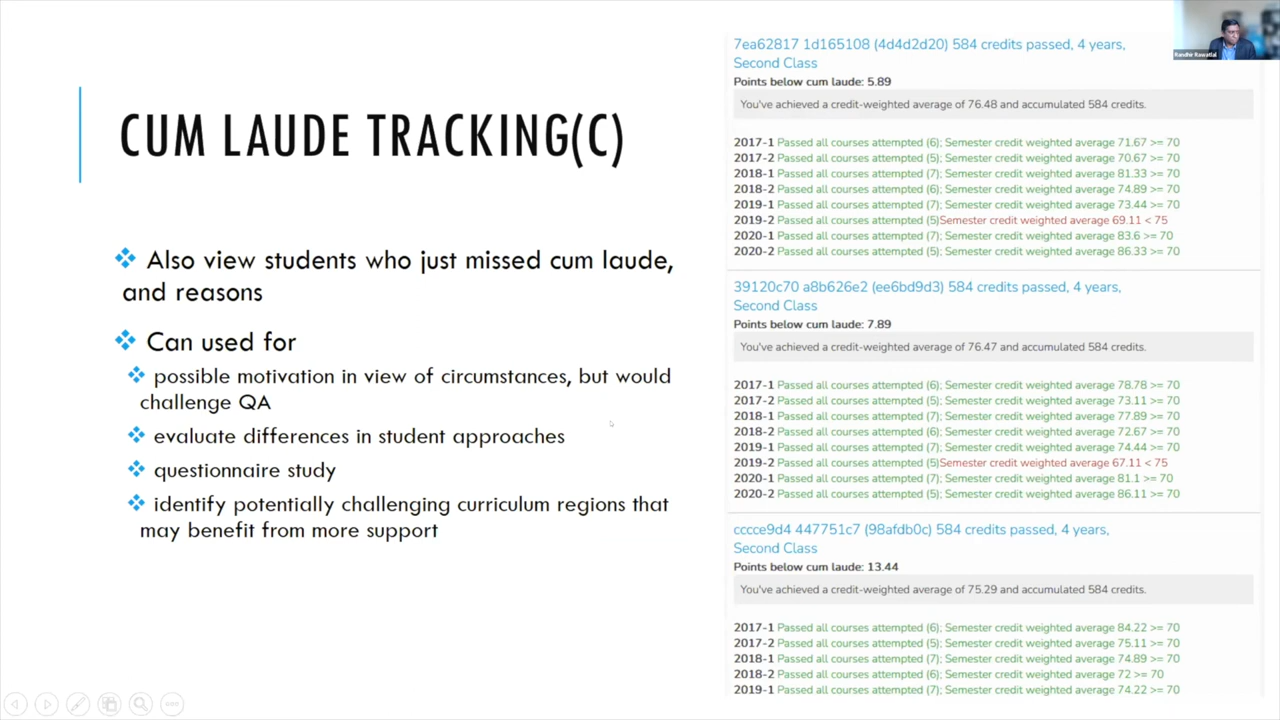 CUM LAUDE TRACKING(C)
Also view students who just missed cum laude,
and reasons
Can used for
possible motivation in view of circumstances, but would
challenge QA
evaluate differences in student approaches
questionnaire study
identify potentially challenging curriculum regions that
may benefit from more support
7ea62817 1d165108 (4d4d2d20) 584 credits passed, 4 years,
Second Class
Points below cum laude: 5.89
You've achieved a credit-weighted average of 76.48 and accumulated 584 credits.
2017-1 Passed all courses attempted (6); Semester credit weighted average 71.67 >= 70
2017-2 Passed all courses attempted (5); Semester credit weighted average 70.67 >= 70
2018-1 Passed all courses attempted (7); Semester credit weighted average 81.33 >= 70
2018-2 Passed all courses attempted (6); Semester credit weighted average 74.89 >= 70
2019-1 Passed all courses attempted (7); Semester credit weighted average 73.44 >= 70
2019-2 Passed all courses attempted (5)Semester credit weighted average 69.11 < 75
2020-1 Passed all courses attempted (7); Semester credit weighted average 83.6 >= 70
2020-2 Passed all courses attempted (5); Semester credit weighted average 86.33 >= 70
39120c70 a8b626e2 (ee6bd9d3) 584 credits passed, 4 years,
Second Class
Points below cum laude: 7.89
You've achieved a credit-weighted average of 76.47 and accumulated 584 credits.
2017-1 Passed all courses attempted (6); Semester credit weighted average 78.78 >= 70
2017-2 Passed all courses attempted (5); Semester credit weighted average 73.11 >= 70
2018-1 Passed all courses attempted (7); Semester credit weighted average 77.89 >= 70
2018-2 Passed all courses attempted (6); Semester credit weighted average 72.67 >= 70
2019-1 Passed all courses attempted (7); Semester credit weighted average 74.44 >= 70
2019-2 Passed all courses attempted (5)Semester credit weighted average 67.11 < 75
2020-1 Passed all courses attempted (7); Semester credit weighted average 81.1 >= 70
2020-2 Passed all courses attempted (5); Semester credit weighted average 86.11 >= 70
cccce9d4 447751c7 (98afdb0c) 584 credits passed, 4 years,
Second Class
Points below cum laude: 13.44
You've achieved a credit-weighted average of 75.29 and accumulated 584 credits.
2017-1 Passed all courses attempted (6); Semester credit weighted average 84.22 >= 70
2017-2 Passed all courses attempted (5); Semester credit weighted average 75.11 >= 70
2018-1 Passed all courses attempted (7); Semester credit weighted average 74.89 >= 70
2018-2 Passed all courses attempted (6); Semester credit weighted average 72 >= 70
2019-1 Passed all courses attempted (7); Semester credit weighted average 74.22 >= 70
Randhir Rawatlal